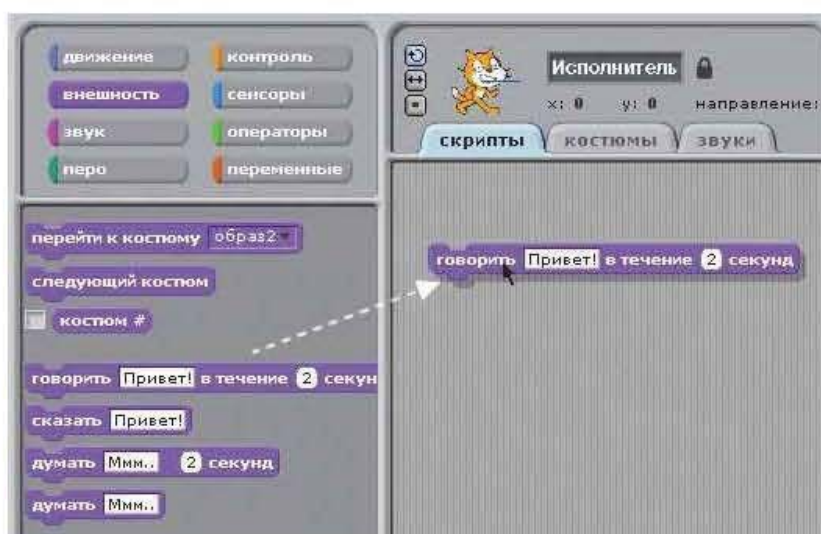 движение контроль
внешность сенсоры
звук операторы
перо переменные
Исполнитель
x: 0 y: 0 направление:
скрипты костюмы звуки
перейти к костюму образ2
следующий костюм
костюм #
говорить Привет! в течение 2 секун
сказать Привет!
думать Ммм.. 2 секунд
думать Ммм..
говорить Привет! в течение 2 секунд